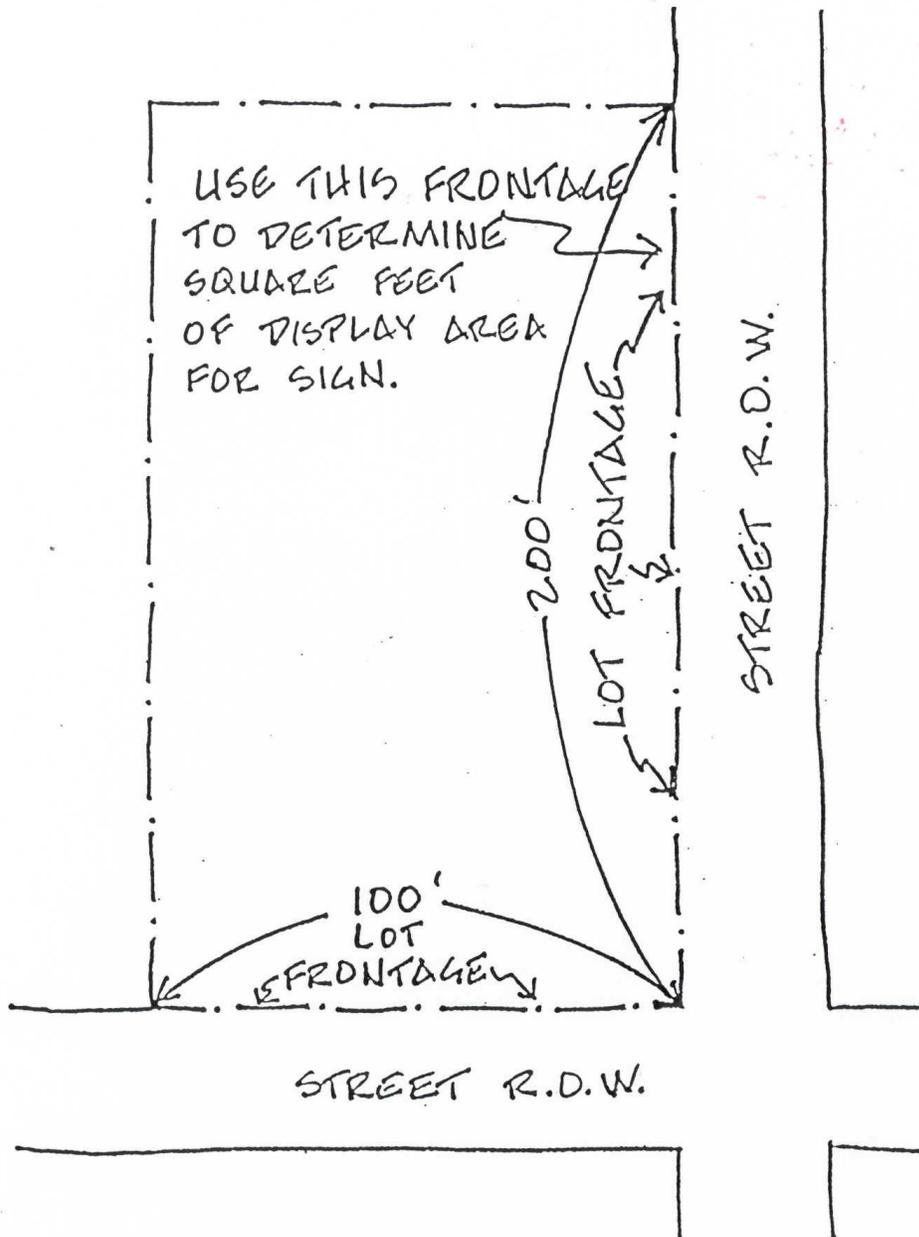 USE THIS FRONTAGE
TO DETERMINE
SQUARE FEET
OF DISPLAY AREA
FOR SIGN.
200'
LOT FRONTAGE
STREET R.O.W.
100'
LOT
FRONTAGE
STREET R.O.W.